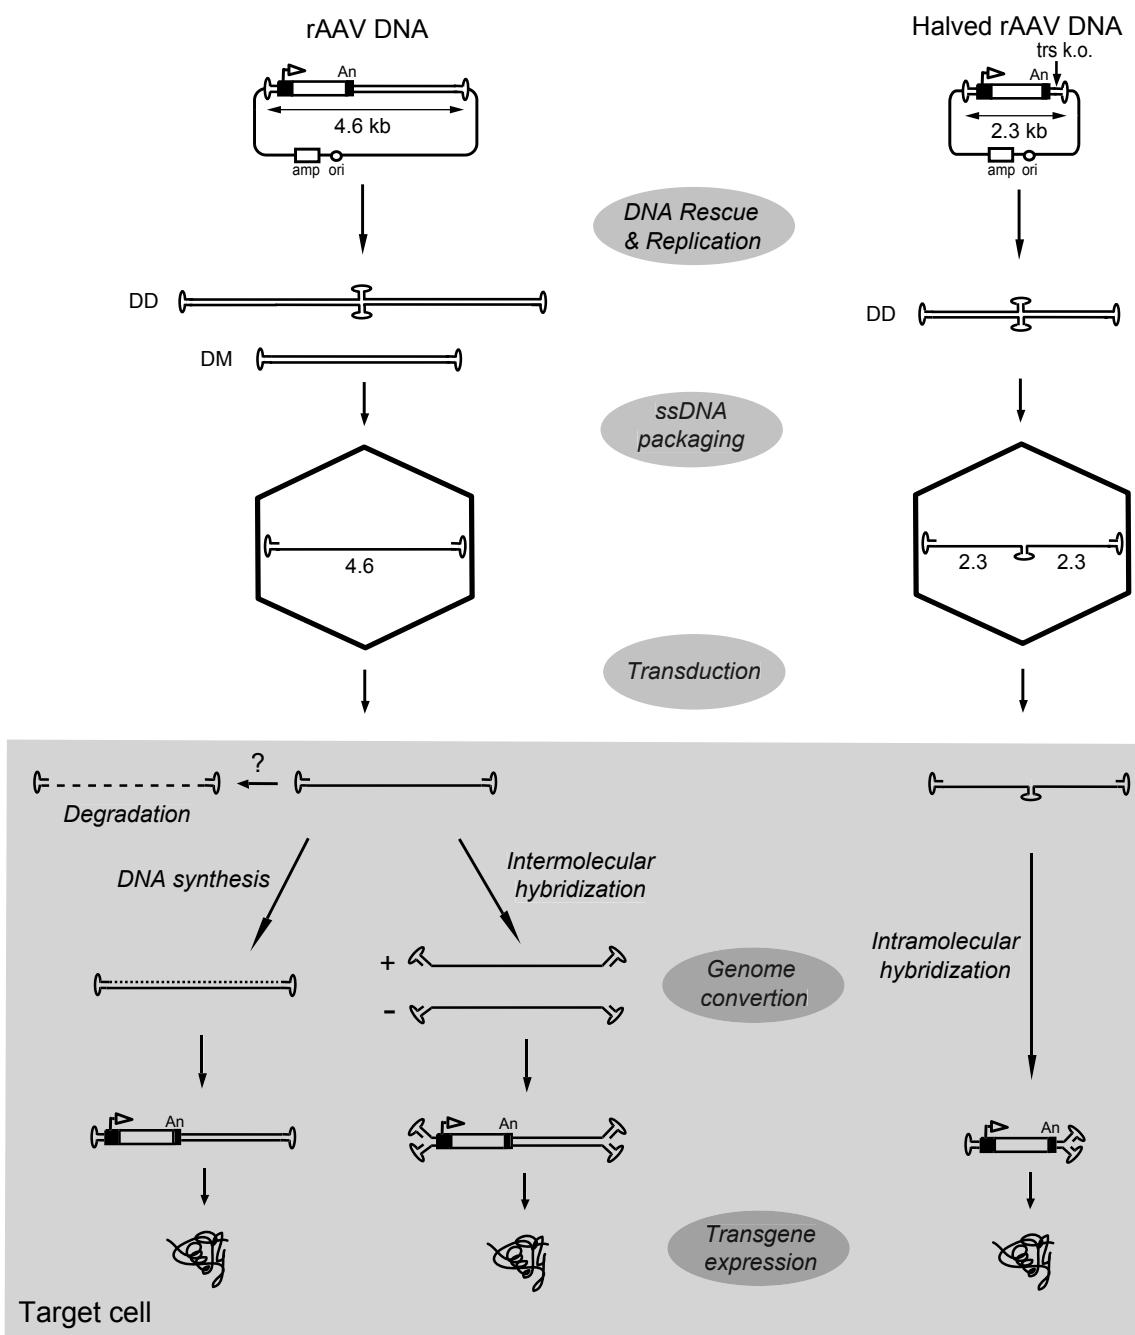 rAAV DNA
Halved rAAV DNA
trs k.o.
An
An
4.6 kb
2.3 kb
amp ori
amp ori
DNA Rescue
& Replication
DD
DD
DM
ssDNA
packaging
4.6
2.3 2.3
Transduction
?
Degradation
DNA synthesis
Intermolecular
hybridization
Intramolecular
hybridization
+
-
Genome
convertion
An
An
An
Transgene
expression
Target cell